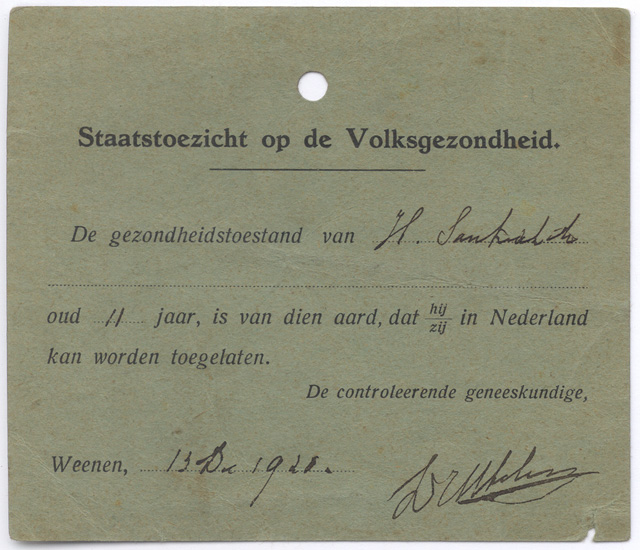 Staatstoezicht op de Volksgezondheid.
De gezondheidstoestand van H.
oud 11 jaar, is van dien aard, dat hij/zij in Nederland
kan worden toegelaten.
De controleerende geneeskundige,
Weenen, 13 Dec 1920.